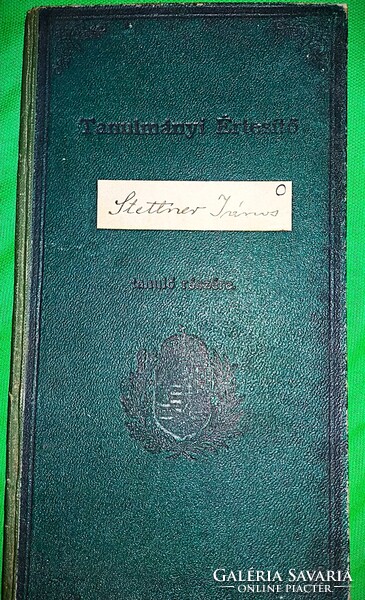 Tanulmányi Értesítő
Stettner János
tanuló részére.
GALÉRIA SAVARIA
ONLINE PIACTÉR